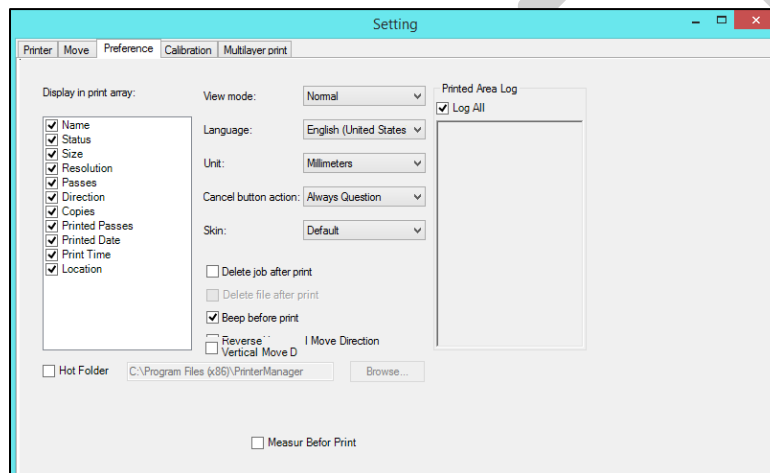 Setting
Printer Move Preference Calibration Multilayer print
Display in print array:
Name
Status
Size
Resolution
Passes
Direction
Copies
Printed Passes
Printed Date
Print Time
Location
View mode: Normal
Language: English (United States
Unit: Millimeters
Cancel button action: Always Question
Skin: Default
Delete job after print
Delete file after print
Beep before print
Reverse Move Direction
Vertical Move D
Printed Area Log
Log All
Hot Folder C:\Program Files (x86)\PrinterManager Browse...
Measur Befor Print